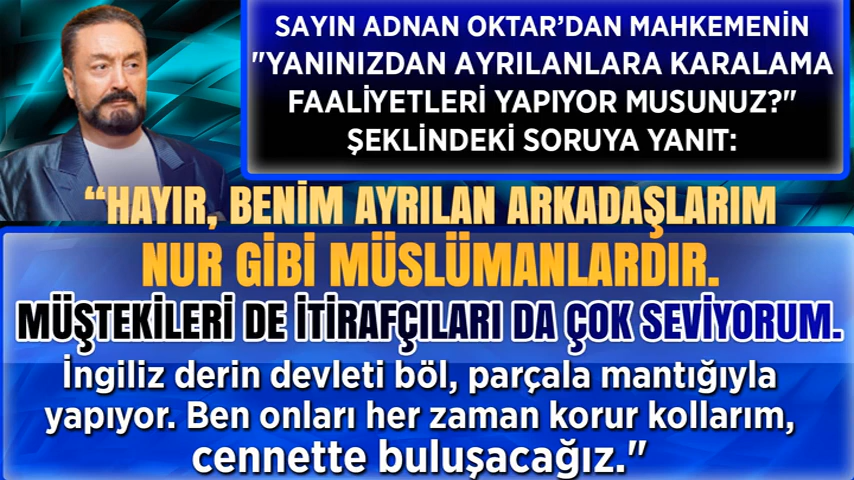 SAYIN ADNAN OKTAR’DAN MAHKEMENİN
"YANINIZDAN AYRILANLARA KARALAMA
FAALİYETLERİ YAPIYOR MUSUNUZ?"
ŞEKLİNDEKİ SORUYA YANIT:
“HAYIR, BENİM AYRILAN ARKADAŞLARIM
NUR GİBİ MÜSLÜMANLARDIR.
MÜŞTEKİLERİ DE İTİRAFÇILARI DA ÇOK SEVİYORUM.
İngiliz derin devleti böl, parçala mantığıyla
yapıyor. Ben onları her zaman korur kollarım,
cennette buluşacağız."